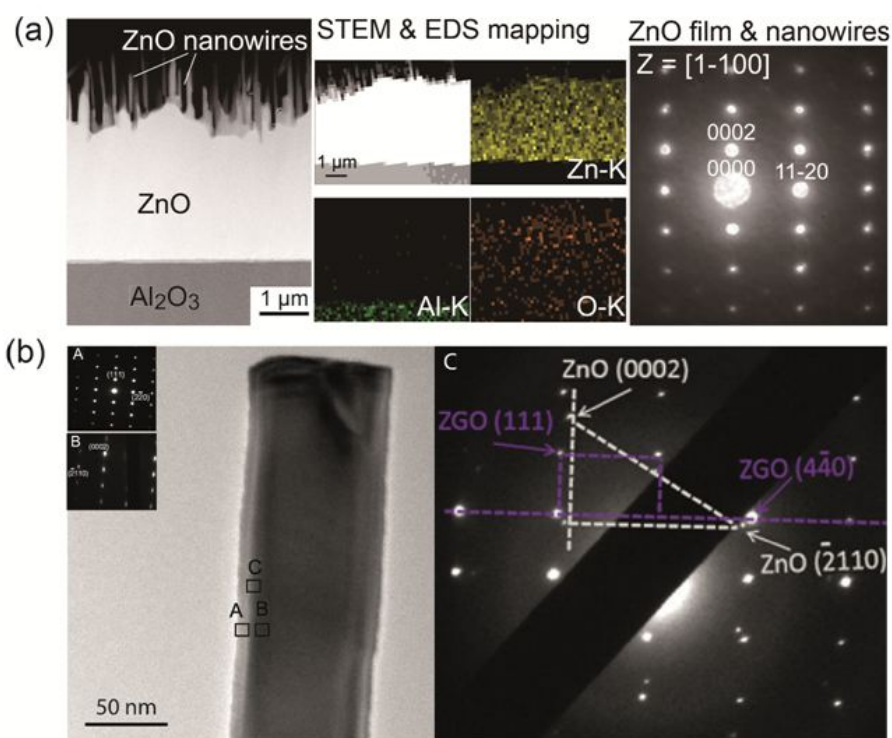 (a)
ZnO nanowires
STEM & EDS mapping
ZnO film & nanowires
ZnO
Al₂O₃
1 µm
1 µm
Zn-K
Al-K
O-K
Z = [1-100]
0002
0000
11-20
(b)
A
B
(0002)
A
B
C
50 nm
C
ZnO (0002)
ZGO (111)
ZGO (44̅0)
ZnO (2̅110)